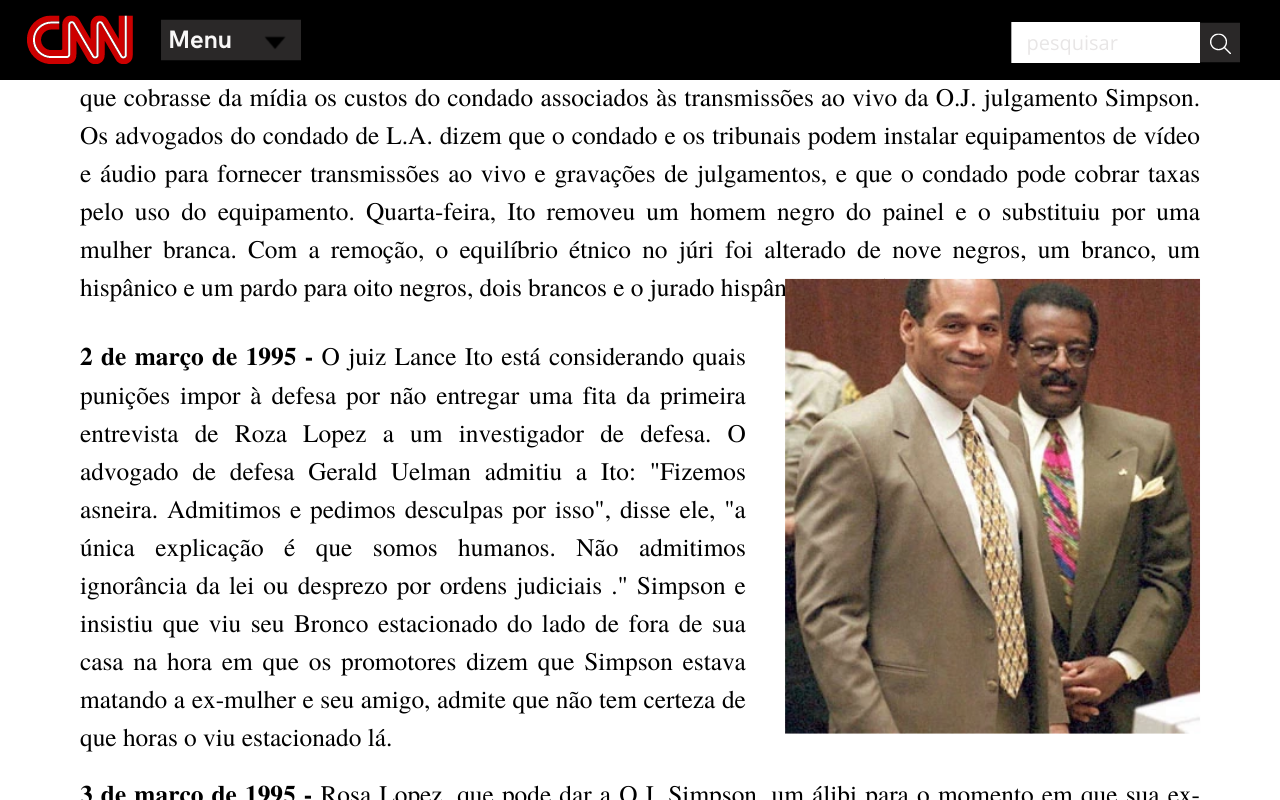 CNN
Menu
pesquisar
que cobrasse da mídia os custos do condado associados às transmissões ao vivo da O.J. julgamento Simpson.
Os advogados do condado de L.A. dizem que o condado e os tribunais podem instalar equipamentos de vídeo
e áudio para fornecer transmissões ao vivo e gravações de julgamentos, e que o condado pode cobrar taxas
pelo uso do equipamento. Quarta-feira, Ito removeu um homem negro do painel e o substituiu por uma
mulher branca. Com a remoção, o equilíbrio étnico no júri foi alterado de nove negros, um branco, um
hispânico e um pardo para oito negros, dois brancos e o jurado hispân
2 de março de 1995 - O juiz Lance Ito está considerando quais
punições impor à defesa por não entregar uma fita da primeira
entrevista de Roza Lopez a um investigador de defesa. O
advogado de defesa Gerald Uelman admitiu a Ito: "Fizemos
asneira. Admitimos e pedimos desculpas por isso", disse ele, "a
única explicação é que somos humanos. Não admitimos
ignorância da lei ou desprezo por ordens judiciais ." Simpson e
insistiu que viu seu Bronco estacionado do lado de fora de sua
casa na hora em que os promotores dizem que Simpson estava
matando a ex-mulher e seu amigo, admite que não tem certeza de
que horas o viu estacionado lá.
3 de março de 1995 - Rosa Lopez, que pode dar a O.J. Simpson, um álibi para o momento em que sua ex-